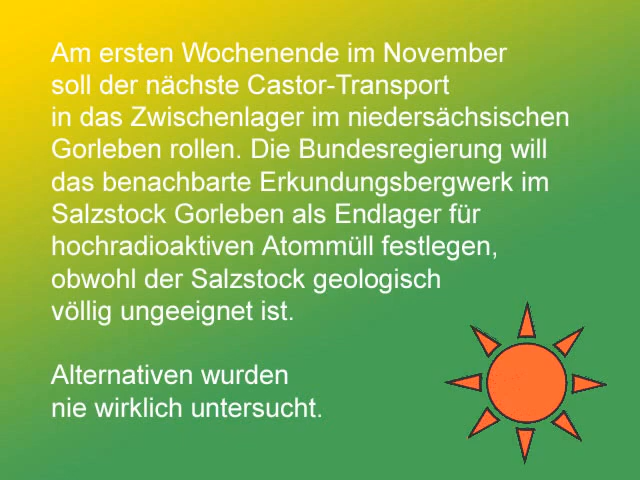 Am ersten Wochenende im November
soll der nächste Castor-Transport
in das Zwischenlager im niedersächsischen
Gorleben rollen. Die Bundesregierung will
das benachbarte Erkundungsbergwerk im
Salzstock Gorleben als Endlager für
hochradioaktiven Atommüll festlegen,
obwohl der Salzstock geologisch
völlig ungeeignet ist.
Alternativen wurden
nie wirklich untersucht.